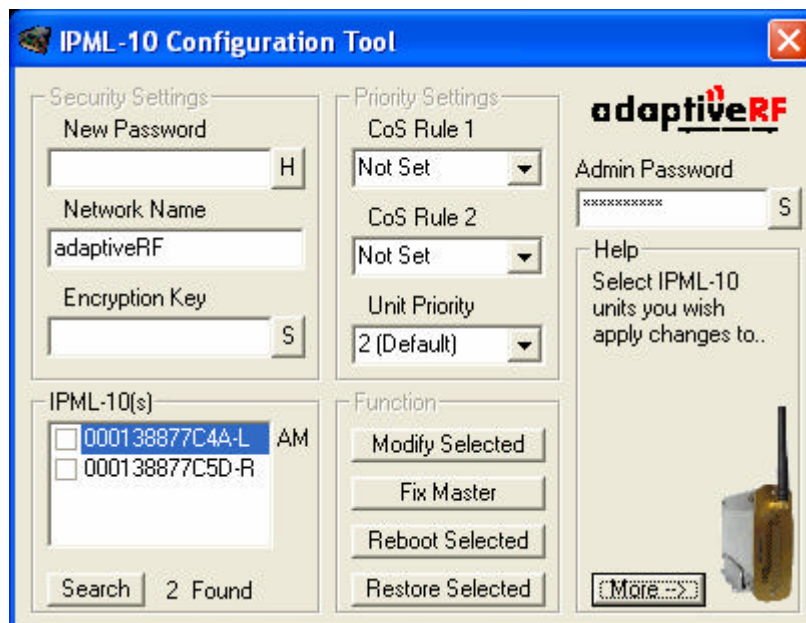 IPML-10 Configuration Tool
Security Settings
New Password
H
Network Name
adaptiveRF
Encryption Key
S
Priority Settings
CoS Rule 1
Not Set
CoS Rule 2
Not Set
Unit Priority
2 (Default)
adaptiveRF
Admin Password
xxxxxxxxxx
S
Help
Select IPML-10
units you wish
apply changes to..
More -->
IPML-10(s)
000138877C4A-L AM
000138877C5D-R
Search 2 Found
Function
Modify Selected
Fix Master
Reboot Selected
Restore Selected